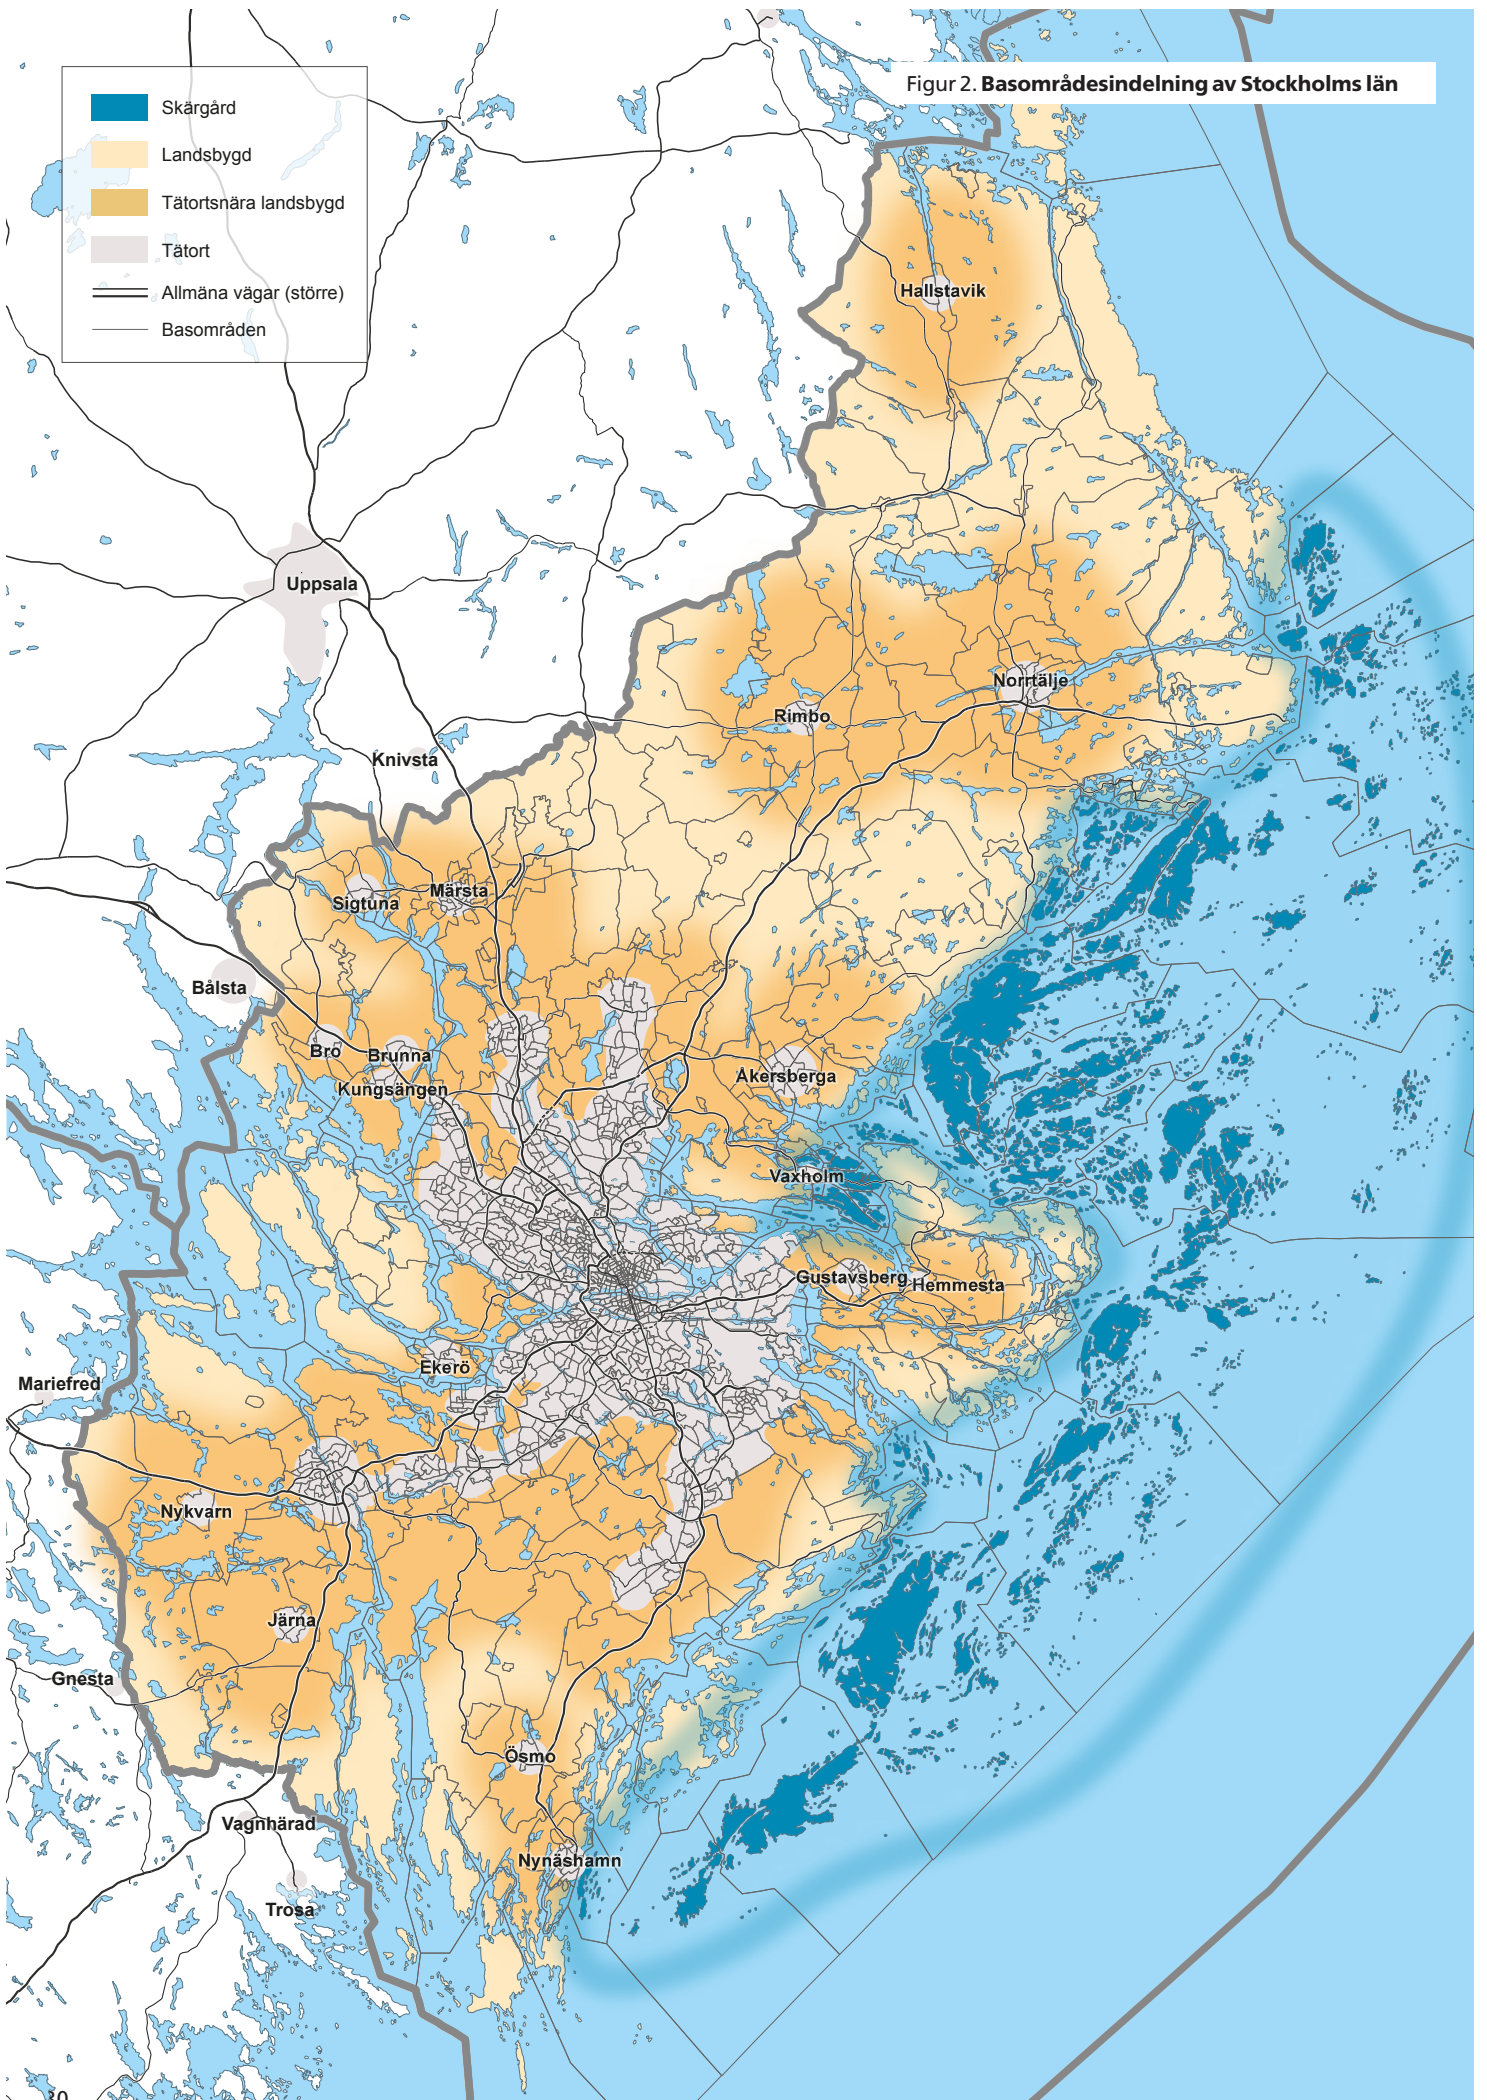 Figur 2. Basområdesindelning av Stockholms län
Skärgård
Landsbygd
Tätortsnära landsbygd
Tätort
Allmäna vägar (större)
Basområden
Hallstavik
Uppsala
Norrtälje
Rimbo
Knivsta
Märsta
Sigtuna
Bålsta
Bro
Brunna
Kungsängen
Åkersberga
Vaxholm
Gustavsberg
Hemmesta
Ekerö
Mariefred
Nykvarn
Järna
Gnesta
Ösmo
Vagnhärad
Nynäshamn
Trosa